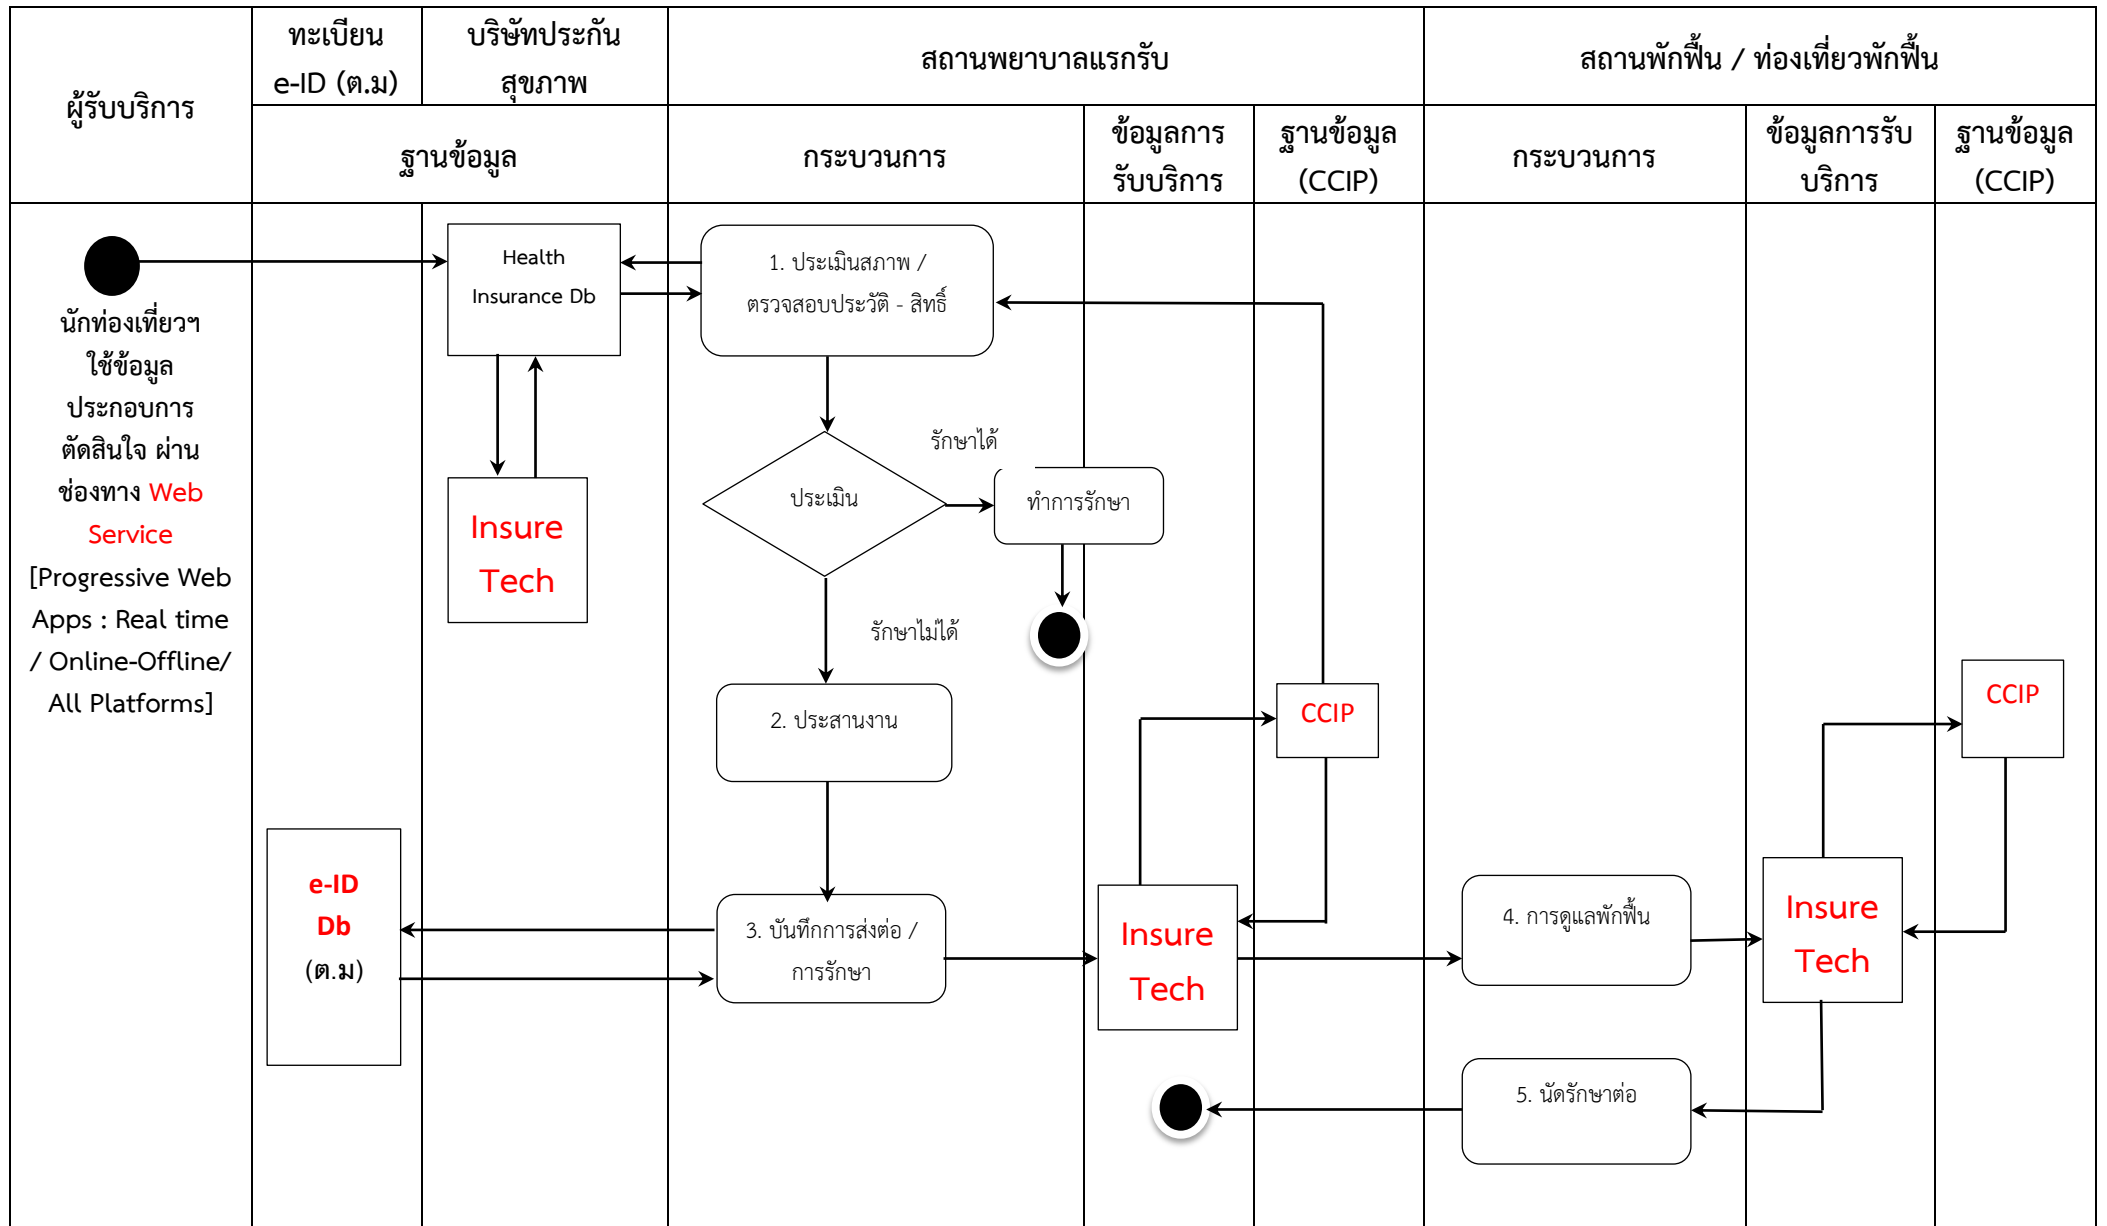 ผู้รับบริการ
ทะเบียน
e-ID (ต.ม)
บริษัทประกัน
สุขภาพ
สถานพยาบาลแรกรับ
สถานพักฟื้น / ท่องเที่ยวพักฟื้น
ฐานข้อมูล
กระบวนการ
ข้อมูลการ
รับบริการ
ฐานข้อมูล
(CCIP)
กระบวนการ
ข้อมูลการรับ
บริการ
ฐานข้อมูล
(CCIP)
นักท่องเที่ยวฯ
ใช้ข้อมูล
ประกอบการ
ตัดสินใจ ผ่าน
ช่องทาง Web
Service
[Progressive Web
Apps : Real time
/ Online-Offline/
All Platforms]
Health
Insurance Db
Insure
Tech
e-ID
Db
(ต.ม)
1. ประเมินสภาพ /
ตรวจสอบประวัติ - สิทธิ์
ประเมิน
รักษาได้
ทำการรักษา
รักษาไม่ได้
2. ประสานงาน
3. บันทึกการส่งต่อ /
การรักษา
Insure
Tech
CCIP
4. การดูแลพักฟื้น
5. นัดรักษาต่อ
Insure
Tech
CCIP